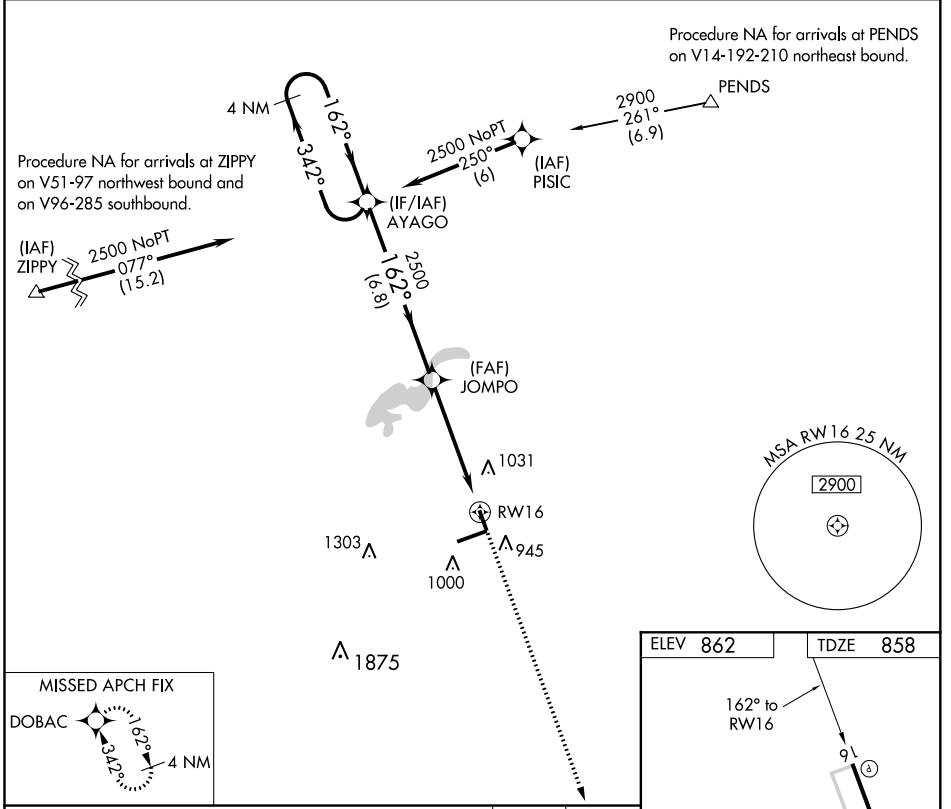 Procedure NA for arrivals at PENDS
on V14-192-210 northeast bound.
PENDS
2900
261°
(6.9)
4 NM
162°
342°
2500 NoPT
250°
(6)
(IAF)
PISIC
Procedure NA for arrivals at ZIPPY
on V51-97 northwest bound and
on V96-285 southbound.
(IF/IAF)
AYAGO
(IAF)
ZIPPY
2500 NoPT
077°
(15.2)
2500
162°
(6.8)
(FAF)
JOMPO
1031
RW16
1303
945
1000
1875
MSA RW16 25 NM
2900
ELEV 862
TDZE 858
162° to
RW16
16
P
MISSED APCH FIX
DOBAC
162°
342°
4 NM